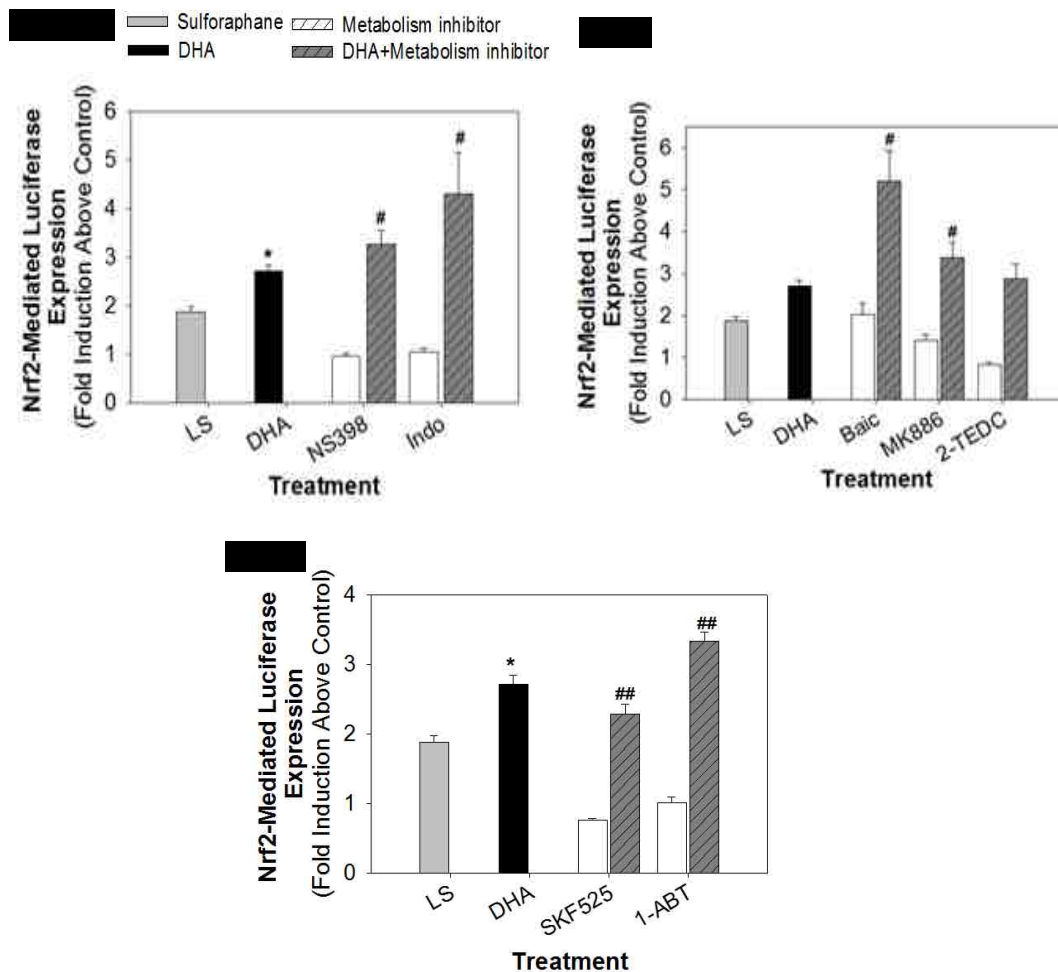 Sulforaphane
Metabolism inhibitor
DHA
DHA+Metabolism inhibitor
Nrf2-Mediated Luciferase
Expression
(Fold Induction Above Control)
6
5
4
3
2
1
0
*
#
#
LS
DHA
NS398
Indo
Treatment
Nrf2-Mediated Luciferase
Expression
(Fold Induction Above Control)
6
5
4
3
2
1
0
#
#
LS
DHA
Baic
MK886
2-TEDC
Treatment
Nrf2-Mediated Luciferase
Expression
(Fold Induction Above Control)
4
3
2
1
0
*
##
##
LS
DHA
SKF525
1-ABT
Treatment